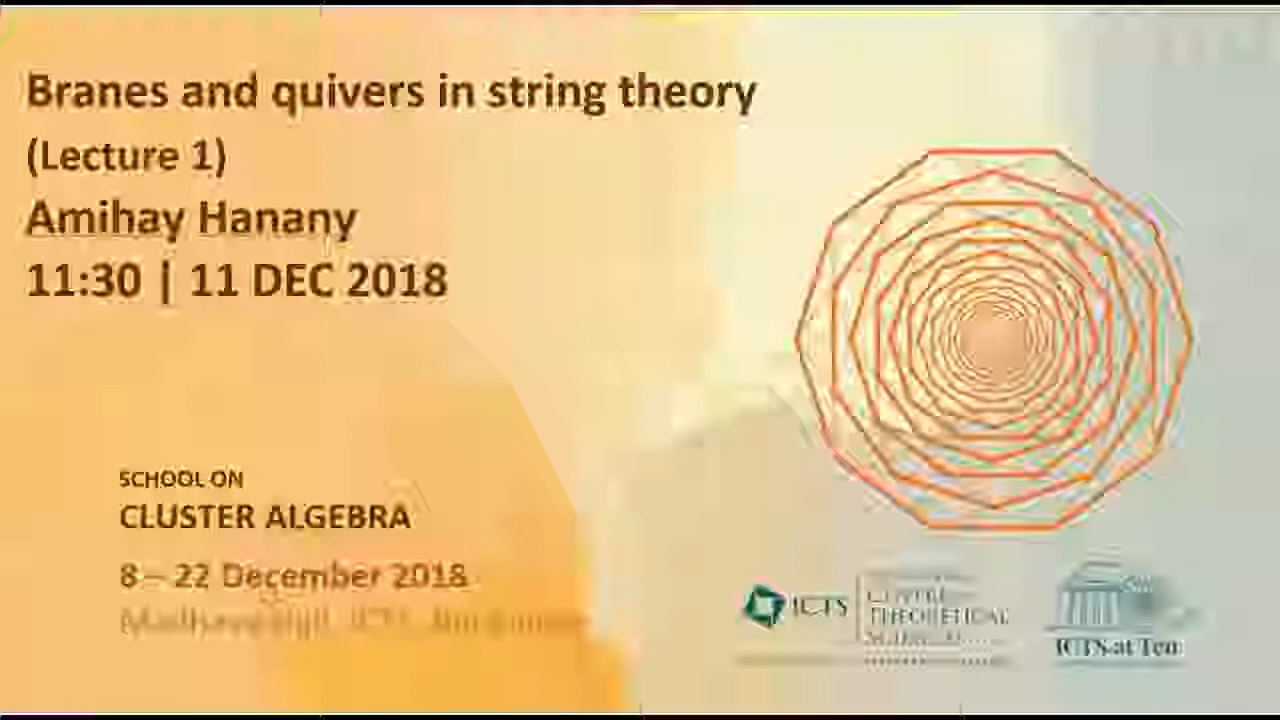 Branes and quivers in string theory
(Lecture 1)
Amihay Hanany
11:30 | 11 DEC 2018
SCHOOL ON
CLUSTER ALGEBRA
8 – 22 December 2018
ICTS
THEORETICAL
ICTS at Ten